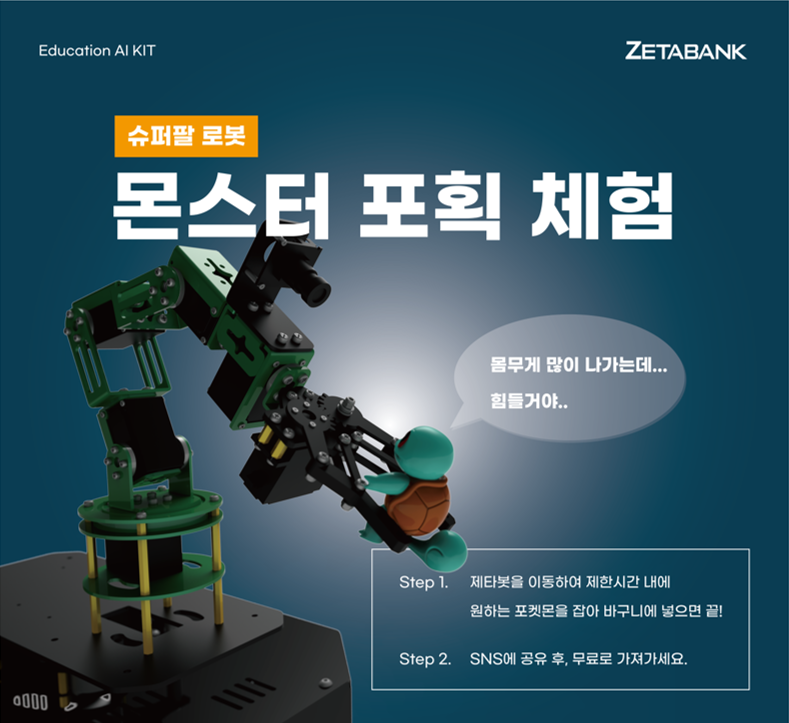 Education AI KIT
ZETABANK
슈퍼팔 로봇
몬스터 포획 체험
몸무게 많이 나가는데...
힘들거야..
Step 1. 제타봇을 이동하여 제한시간 내에
원하는 포켓몬을 잡아 바구니에 넣으면 끝!
Step 2. SNS에 공유 후, 무료로 가져가세요.